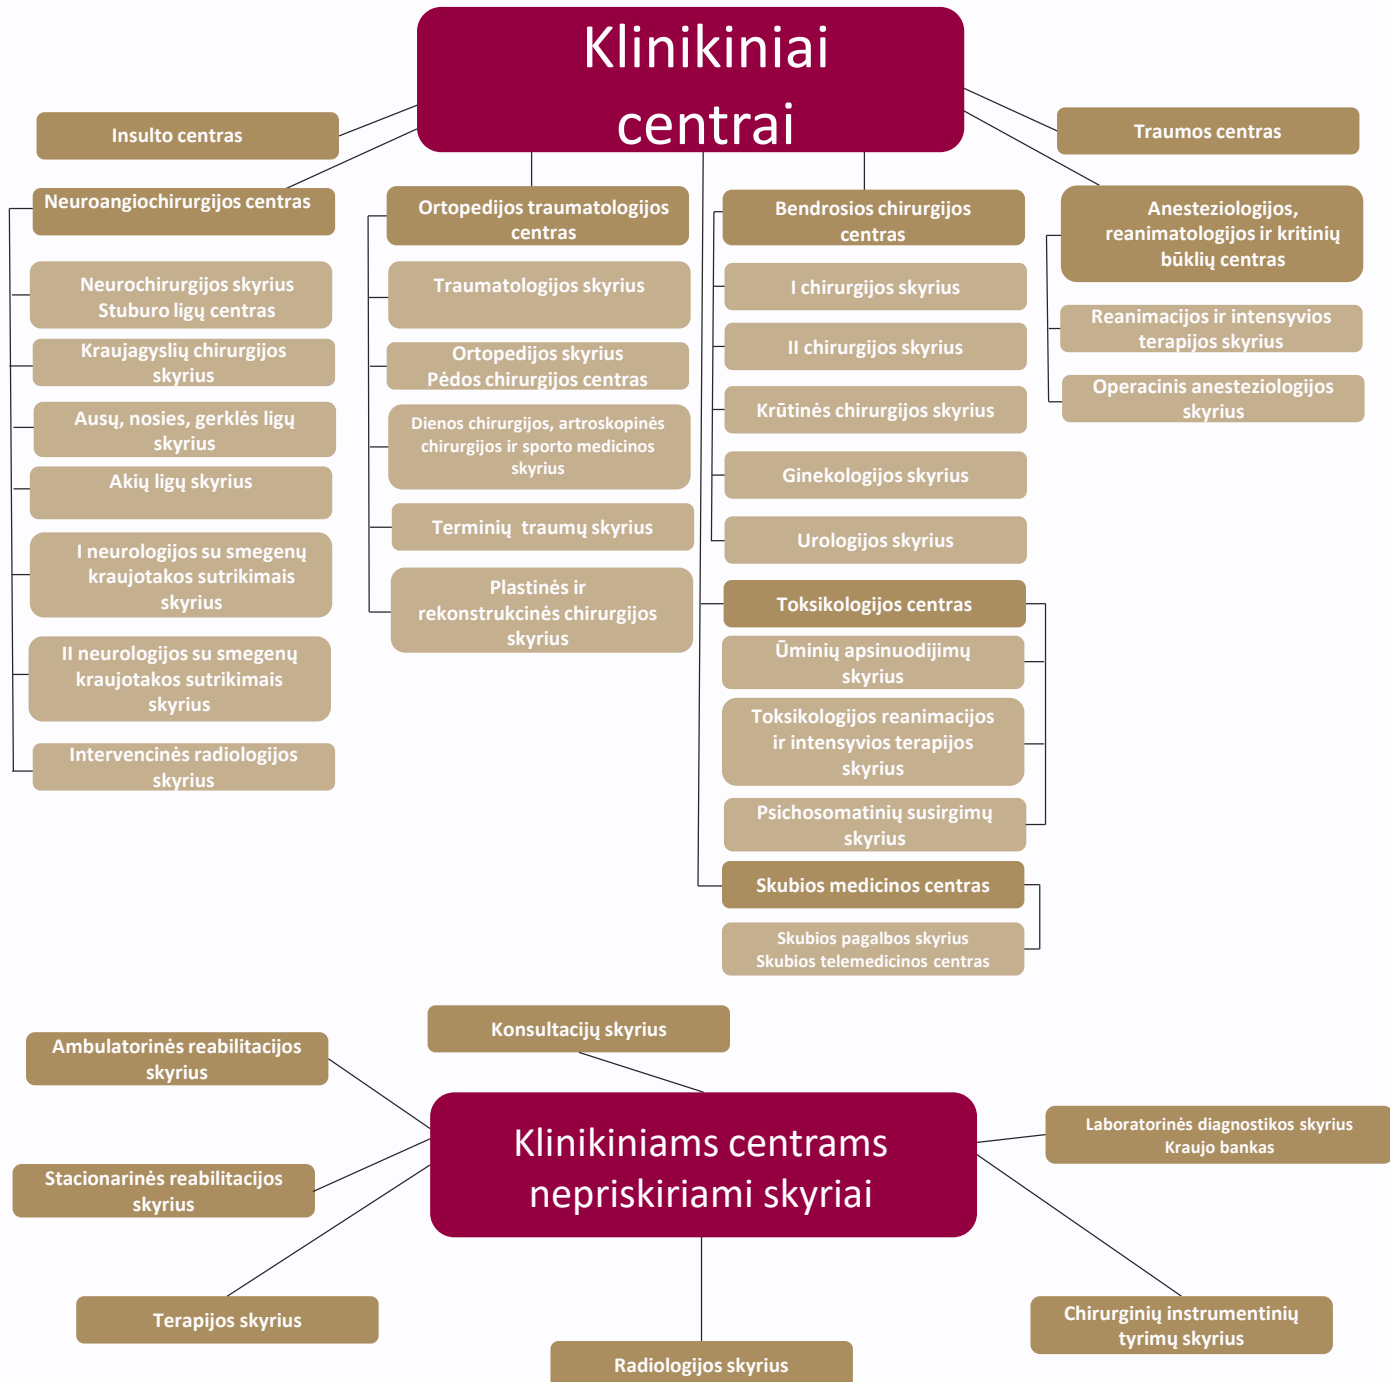 Klinikiniai
centrai
Insulto centras
Traumos centras
Neuroangiochirurgijos centras
Neurochirurgijos skyrius
Stuburo ligų centras
Kraujagyslių chirurgijos
skyrius
Ausų, nosies, gerklės ligų
skyrius
Akių ligų skyrius
I neurologijos su smegenų
kraujotakos sutrikimais
skyrius
II neurologijos su smegenų
kraujotakos sutrikimais
skyrius
Intervencinės radiologijos
skyrius
Ortopedijos traumatologijos
centras
Traumatologijos skyrius
Ortopedijos skyrius
Pėdos chirurgijos centras
Dienos chirurgijos, artroskopinės
chirurgijos ir sporto medicinos
skyrius
Terminių traumų skyrius
Plastinės ir
rekonstrukcinės chirurgijos
skyrius
Bendrosios chirurgijos
centras
I chirurgijos skyrius
II chirurgijos skyrius
Krūtinės chirurgijos skyrius
Ginekologijos skyrius
Urologijos skyrius
Toksikologijos centras
Ūminių apsinuodijimų
skyrius
Toksikologijos reanimacijos
ir intensyvios terapijos
skyrius
Psichosomatinių susirgimų
skyrius
Skubios medicinos centras
Skubios pagalbos skyrius
Skubios telemedicinos centras
Anesteziologijos,
reanimatologijos ir kritinių
būklių centras
Reanimacijos ir intensyvios
terapijos skyrius
Operacinis anesteziologijos
skyrius
Konsultacijų skyrius
Ambulatorinės reabilitacijos
skyrius
Klinikiniams centrams
nepriskiriami skyriai
Laboratorinės diagnostikos skyrius
Kraujo bankas
Stacionarinės reabilitacijos
skyrius
Terapijos skyrius
Chirurginių instrumentinių
tyrimų skyrius
Radiologijos skyrius